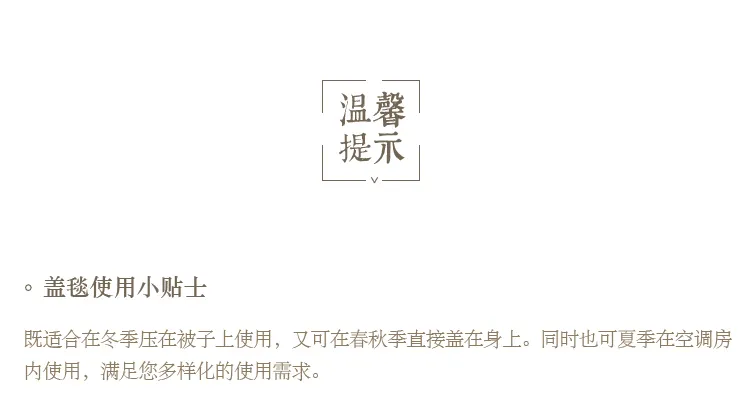 温馨
提示
盖毯使用小贴士
既适合在冬季压在被子上使用，又可在春秋季直接盖在身上。同时也可夏季在空调房
内使用，满足您多样化的使用需求。